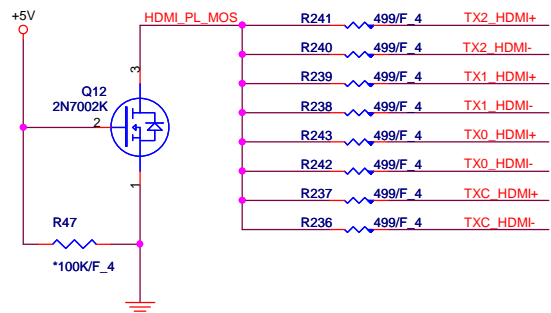 +5V
HDMI_PL_MOS
R241 499/F_4 TX2_HDMI+
R240 499/F_4 TX2_HDMI-
R239 499/F_4 TX1_HDMI+
R238 499/F_4 TX1_HDMI-
R243 499/F_4 TX0_HDMI+
R242 499/F_4 TX0_HDMI-
R237 499/F_4 TXC_HDMI+
R236 499/F_4 TXC_HDMI-
3
Q12
2N7002K
2
1
R47
*100K/F_4